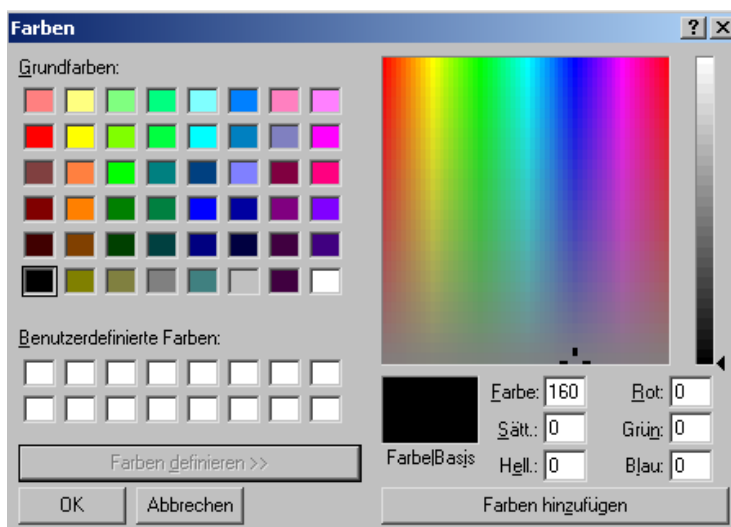 Farben
Grundfarben:
Benutzerdefinierte Farben:
Farben definieren >>
OK
Abbrechen
Farbe|Basis
Farbe: 160
Sätt.: 0
Hell.: 0
Rot: 0
Grün: 0
Blau: 0
Farben hinzufügen